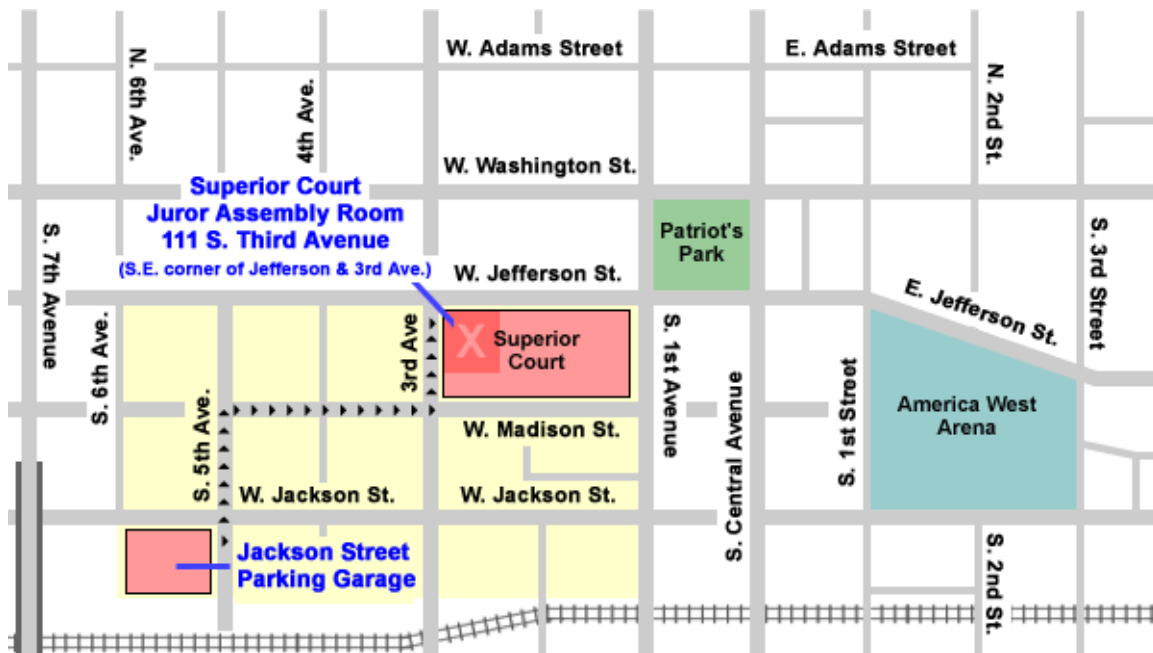 W. Adams Street
E. Adams Street
N. 6th Ave.
4th Ave.
N. 2nd St.
W. Washington St.
Superior Court
Juror Assembly Room
111 S. Third Avenue
(S.E. corner of Jefferson & 3rd Ave.)
S. 7th Avenue
Patriot's
Park
S. 3rd Street
W. Jefferson St.
E. Jefferson St.
S. 6th Ave.
3rd Ave
X
Superior
Court
S. 1st Avenue
S. Central Avenue
S. 1st Street
America West
Arena
S. 5th Ave.
W. Madison St.
W. Jackson St.
W. Jackson St.
Jackson Street
Parking Garage
S. 2nd St.